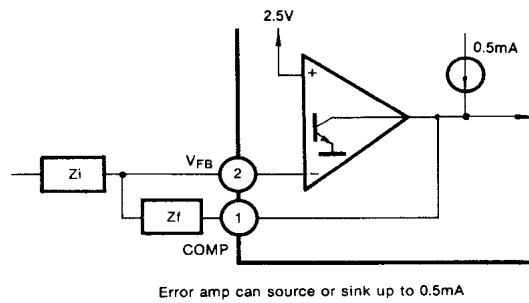 2.5V
0.5mA
+
VFB
Zi
2
−
Zf
1
COMP
Error amp can source or sink up to 0.5mA